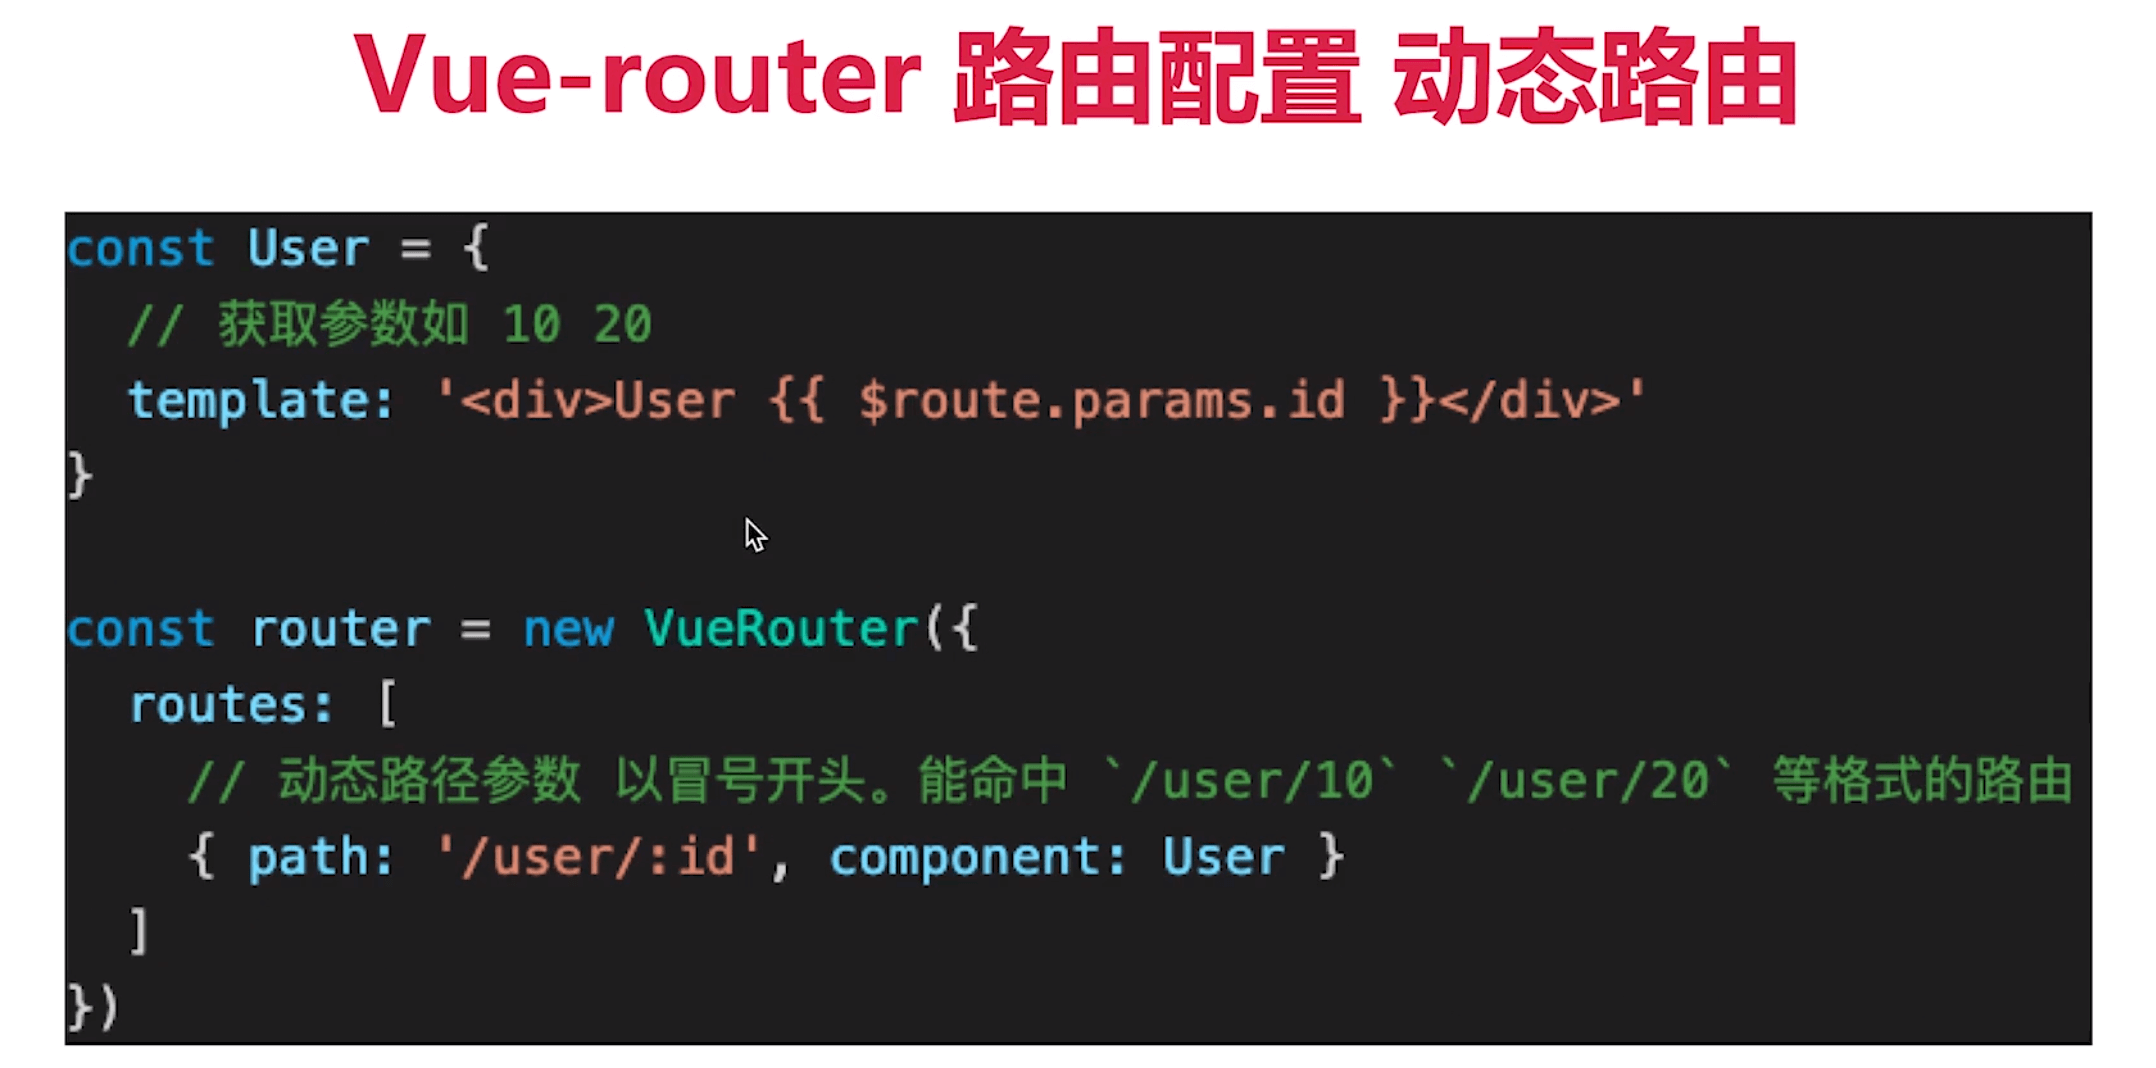 Vue-router 路由配置 动态路由
const User = {
  // 获取参数如 10 20
  template: '<div>User {{ $route.params.id }}</div>'
}
const router = new VueRouter({
  routes: [
    // 动态路径参数 以冒号开头。能命中 `/user/10` `/user/20` 等格式的路由
    { path: '/user/:id', component: User }
  ]
})